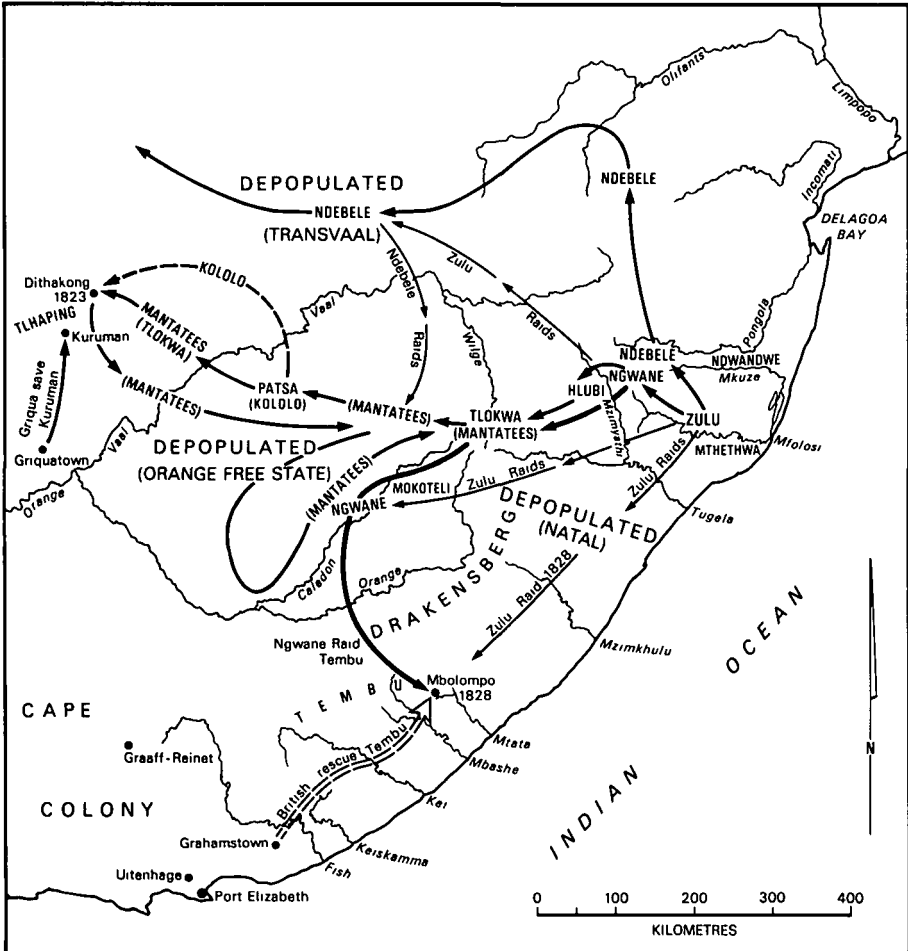 Olifants
Limpopo
Incomati
DELAGOA
BAY
DEPOPULATED
NDEBELE
(TRANSVAAL)
NDEBELE
Ndebele
Raids
Zulu
Raids
KOLOLO
Dithakong
1823
TLHAPING
Kuruman
MANTATEES
(TLOKWA)
Vaal
Wilge
Pongola
Griqua save
Kuruman
Griquatown
PATSA
(KOLOLO)
(MANTATEES)
(MANTATEES)
NDEBELE
NDWANDWE
NGWANE
Mkuze
HLUBI
Mzimyathi
TLOKWA
(MANTATEES)
ZULU
MTHETHWA
Mfolosi
Vaal
Orange
DEPOPULATED
(ORANGE FREE STATE)
(MANTATEES)
NGWANE
MOKOTELI
Zulu Raids
Zulu Raids
DEPOPULATED
(NATAL)
Tugela
Caledon
Orange
DRAKENSBERG
Zulu Raid 1828
Mzimkhulu
Ngwane Raid
Tembu
TEMBU
Mbolompo
1828
Mtata
Mbashe
Kei
Keiskamma
Fish
British rescue Tembu
CAPE
COLONY
Graaff-Reinet
Grahamstown
Uitenhage
Port Elizabeth
INDIAN
OCEAN
N
0 100 200 300 400
KILOMETRES